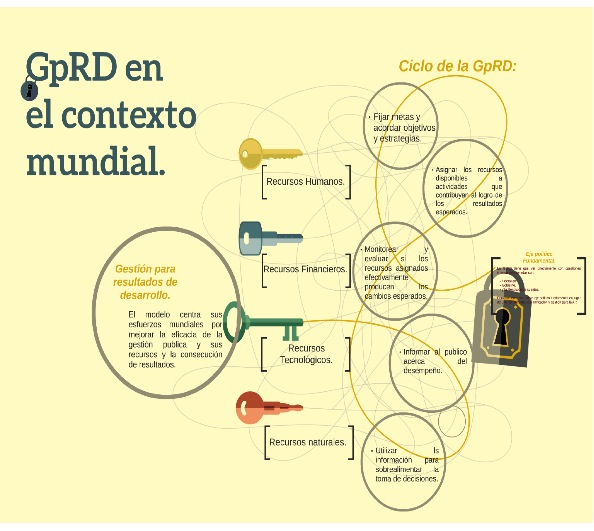 GpRD en
el contexto
mundial.
Ciclo de la GpRD:
• Fijar metas y
acordar objetivos
y estrategias.
• Asignar los recursos
disponibles a
actividades que
contribuyan al logro de
los resultados
esperados.
• Monitorear y
evaluar si los
recursos asignados
efectivamente
producen los
cambios esperados.
• Informar al publico
acerca del
desempeño.
• Utilizar ls
información para
sobrealimentar la
toma de decisiones.
Recursos Humanos.
Recursos Financieros.
Recursos
Tecnológicos.
Recursos naturales.
Gestión para
resultados de
desarrollo.
El modelo centra sus
esfuerzos mundiales por
mejorar la eficacia de la
gestión publica y sus
recursos y la consecución
de resultados.
Eje político
Fundamental.